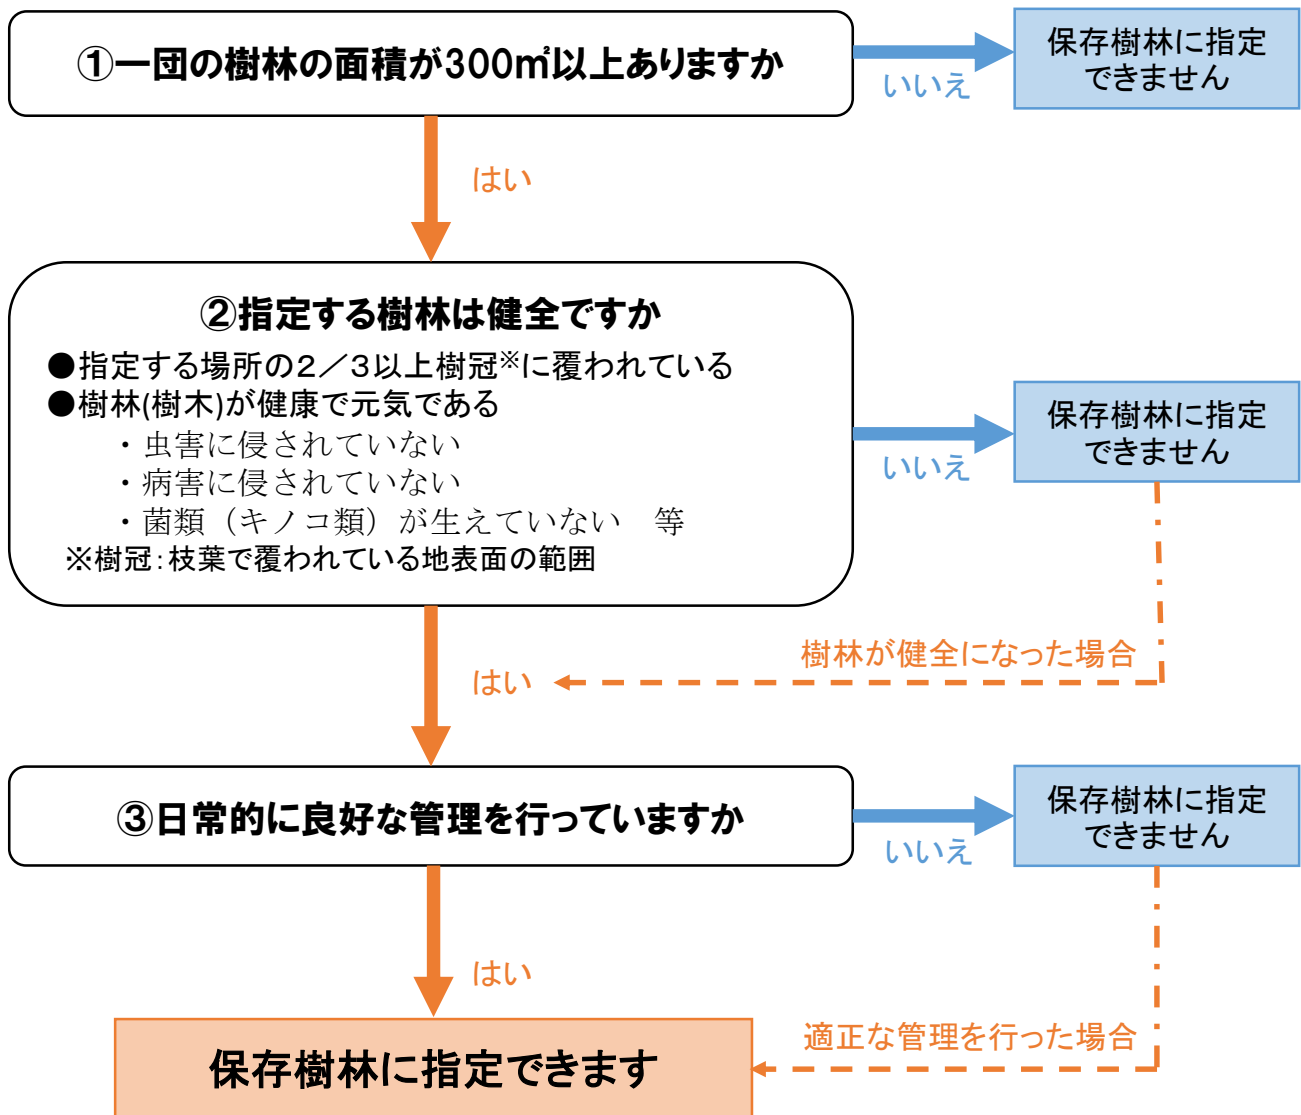 ①一団の樹林の面積が300㎡以上ありますか
いいえ
保存樹林に指定
できません
はい
②指定する樹林は健全ですか
●指定する場所の2／3以上樹冠※に覆われている
●樹林(樹木)が健康で元気である
・虫害に侵されていない
・病害に侵されていない
・菌類（キノコ類）が生えていない　等
※樹冠：枝葉で覆われている地表面の範囲
いいえ
保存樹林に指定
できません
樹林が健全になった場合
はい
③日常的に良好な管理を行っていますか
いいえ
保存樹林に指定
できません
はい
適正な管理を行った場合
保存樹林に指定できます